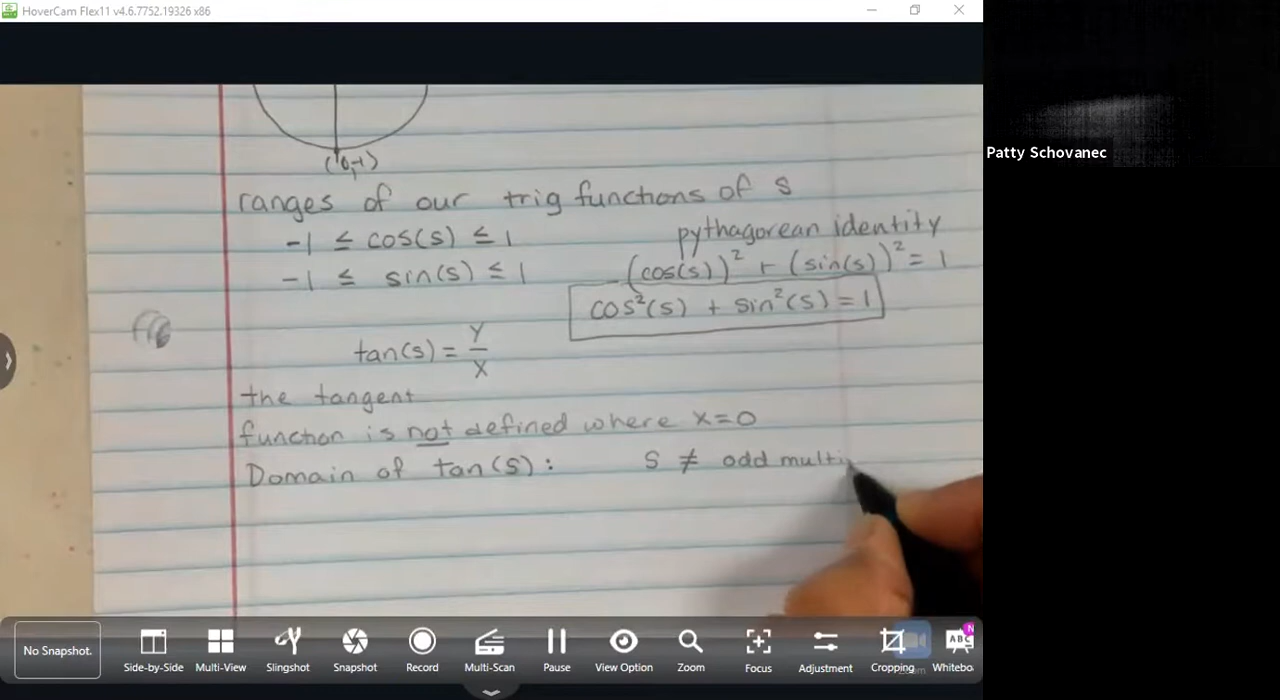 HoverCam Flex11 v4.6.7752.19326 x86
Patty Schovanec
(0,-1)
ranges of our trig functions of s
-1 ≤ cos(s) ≤ 1
-1 ≤ sin(s) ≤ 1
pythagorean identity
(cos(s))² + (sin(s))² = 1
cos²(s) + sin²(s) = 1
tan(s) = Y/X
the tangent
function is not defined where x=0
Domain of tan(s): S ≠ odd multi
No Snapshot.
Side-by-Side Multi-View Slingshot Snapshot Record Multi-Scan Pause View Option Zoom Focus Adjustment Cropping Whitebo
N
ABC